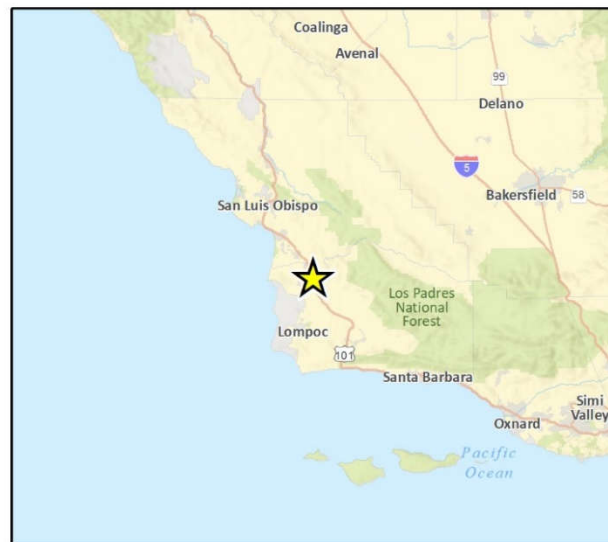 Coalinga
Avenal
99
Delano
5
Bakersfield
58
San Luis Obispo
Los Padres
National
Forest
Lompoc
101
Santa Barbara
Simi
Valley
Oxnard
Pacific
Ocean